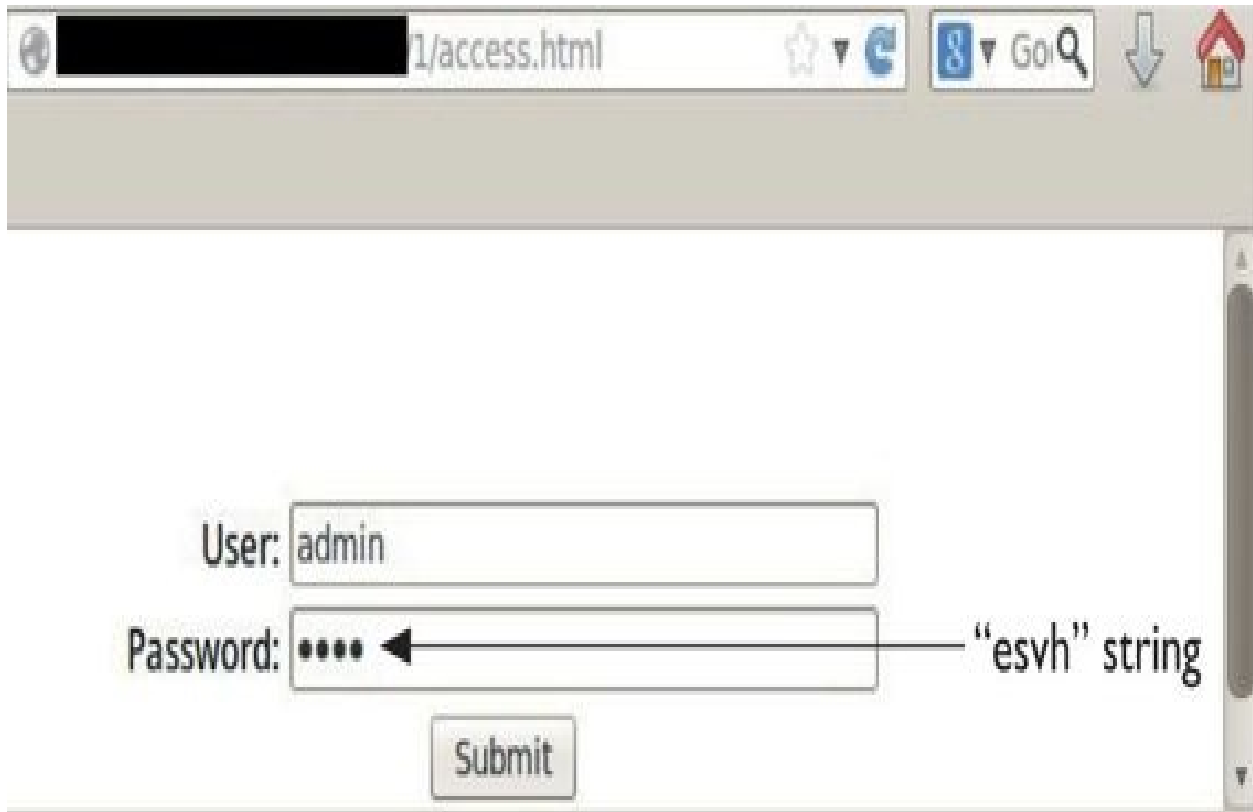 1/access.html
Go
User: admin
Password: ••••
“esvh” string
Submit